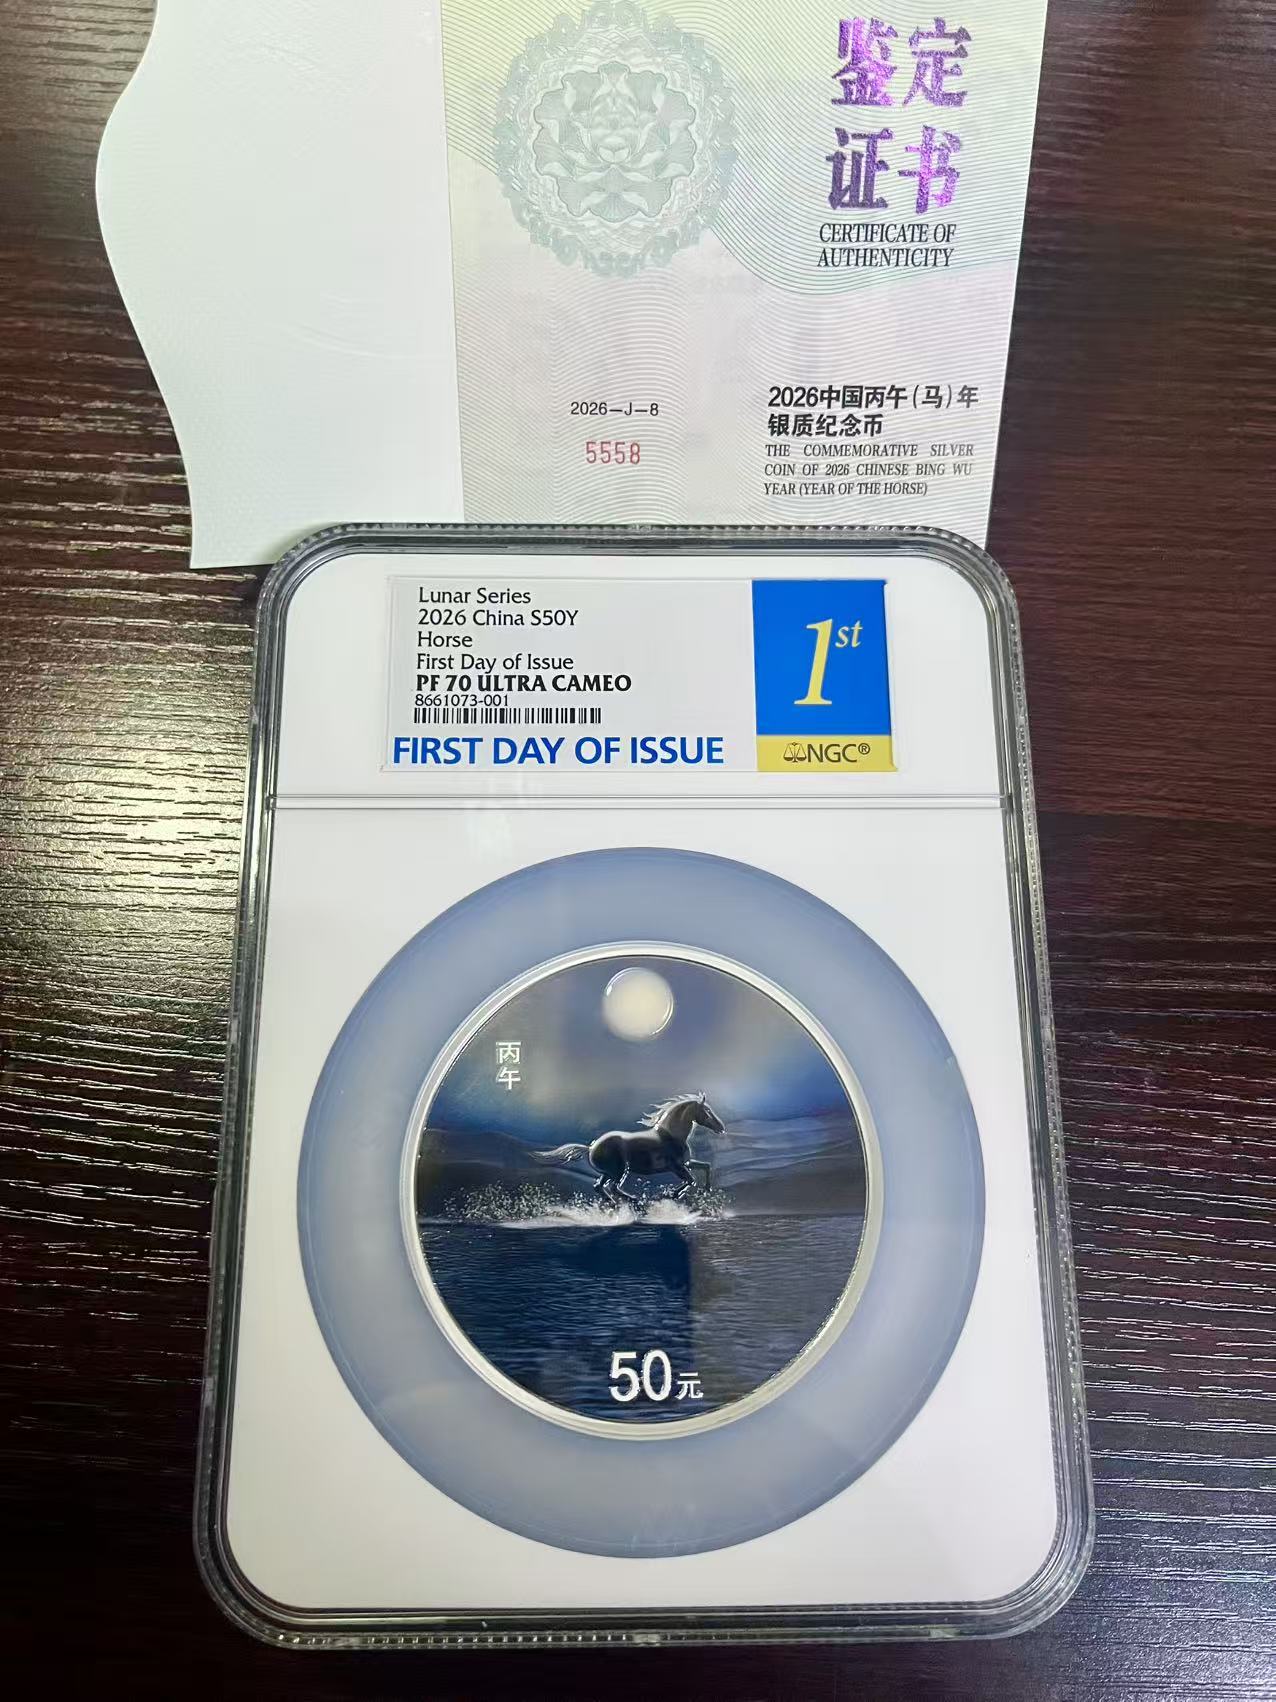 鉴定
证书
CERTIFICATE OF
AUTHENTICITY
2026中国丙午(马)年
银质纪念币
THE COMMEMORATIVE SILVER
COIN OF 2026 CHINESE BING WU
YEAR (YEAR OF THE HORSE)
2026-J-8
5558
Lunar Series
2026 China S50Y
Horse
First Day of Issue
PF 70 ULTRA CAMEO
8661073-001
FIRST DAY OF ISSUE
1st
NGC®
丙午
50元